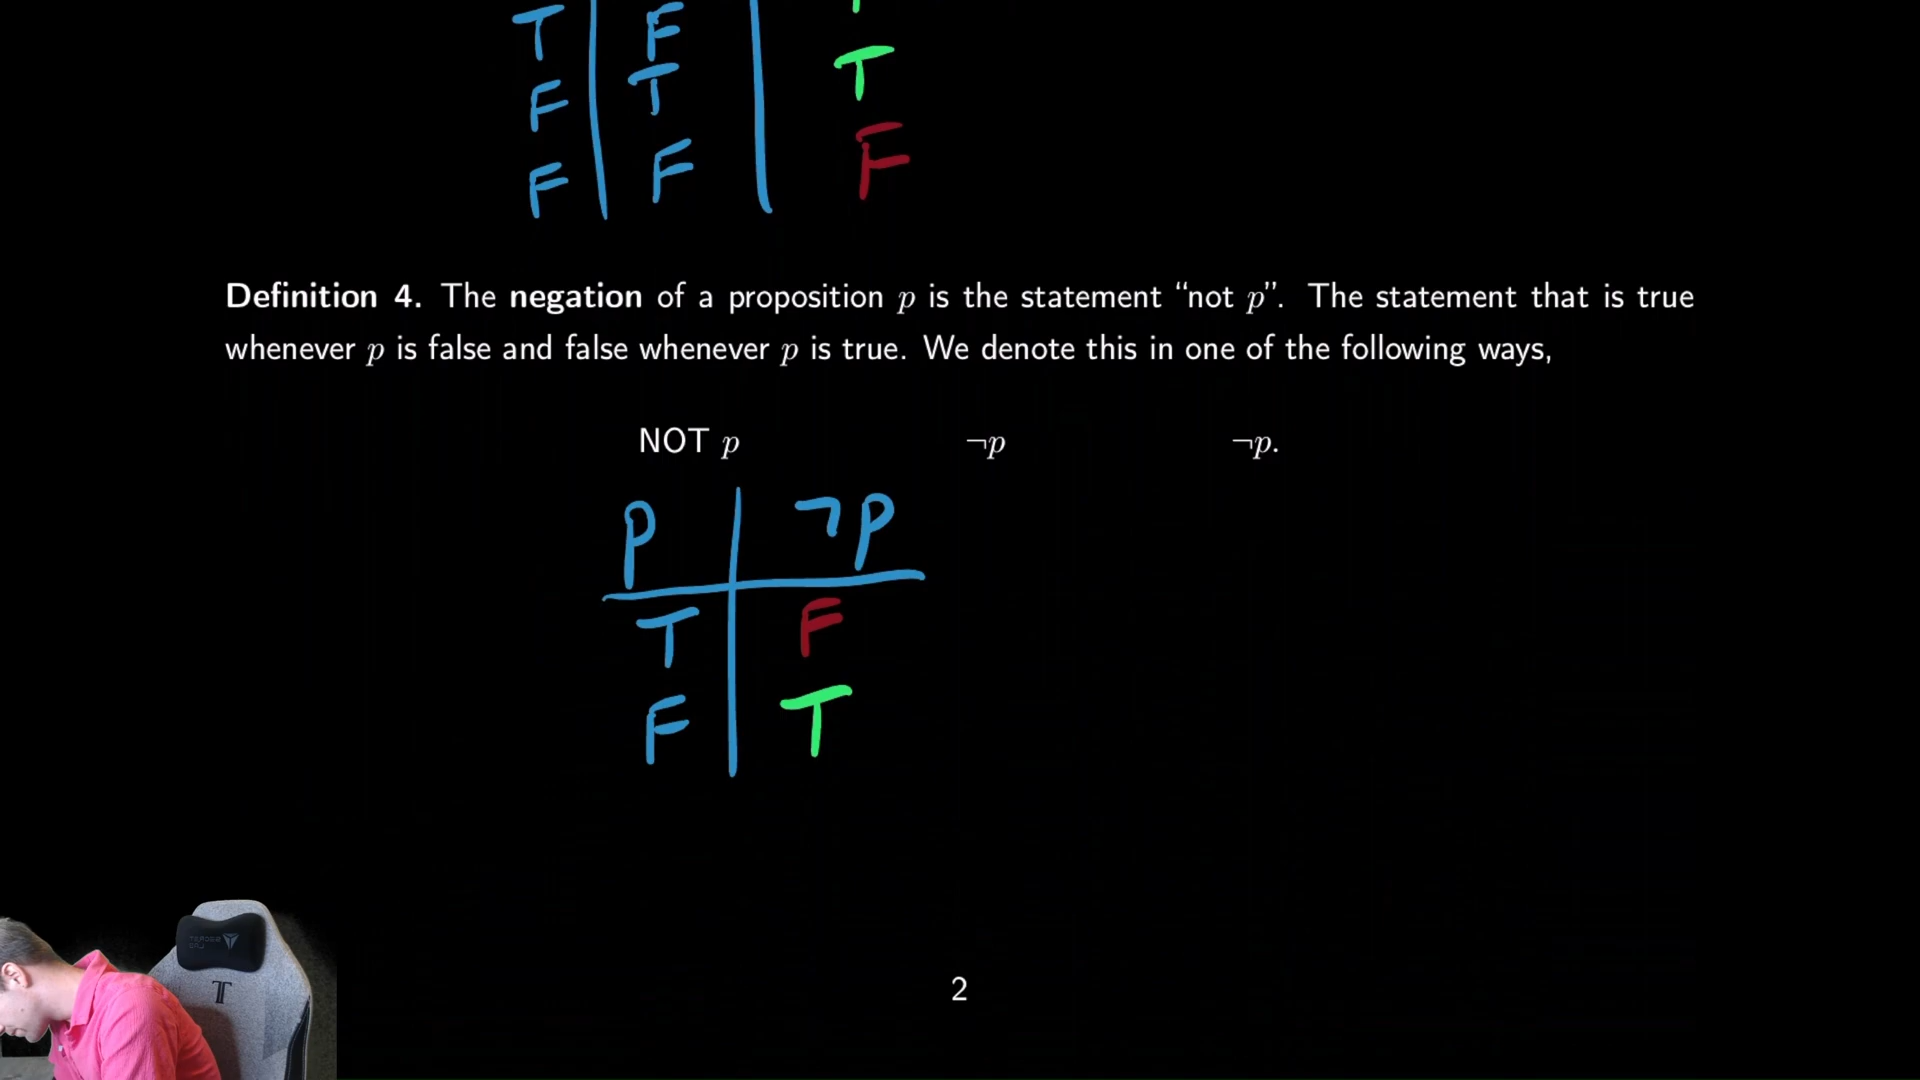 T F
F T T
F F F
Definition 4. The negation of a proposition p is the statement “not p”. The statement that is true
whenever p is false and false whenever p is true. We denote this in one of the following ways,
NOT p ¬p ¬p.
p ¬p
T F
F T
2